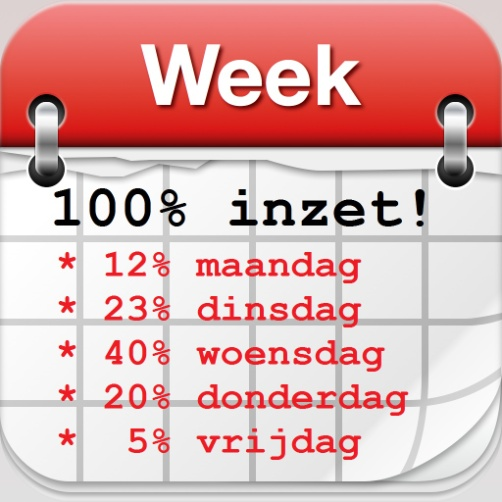 Week
100% inzet!
* 12% maandag
* 23% dinsdag
* 40% woensdag
* 20% donderdag
* 5% vrijdag